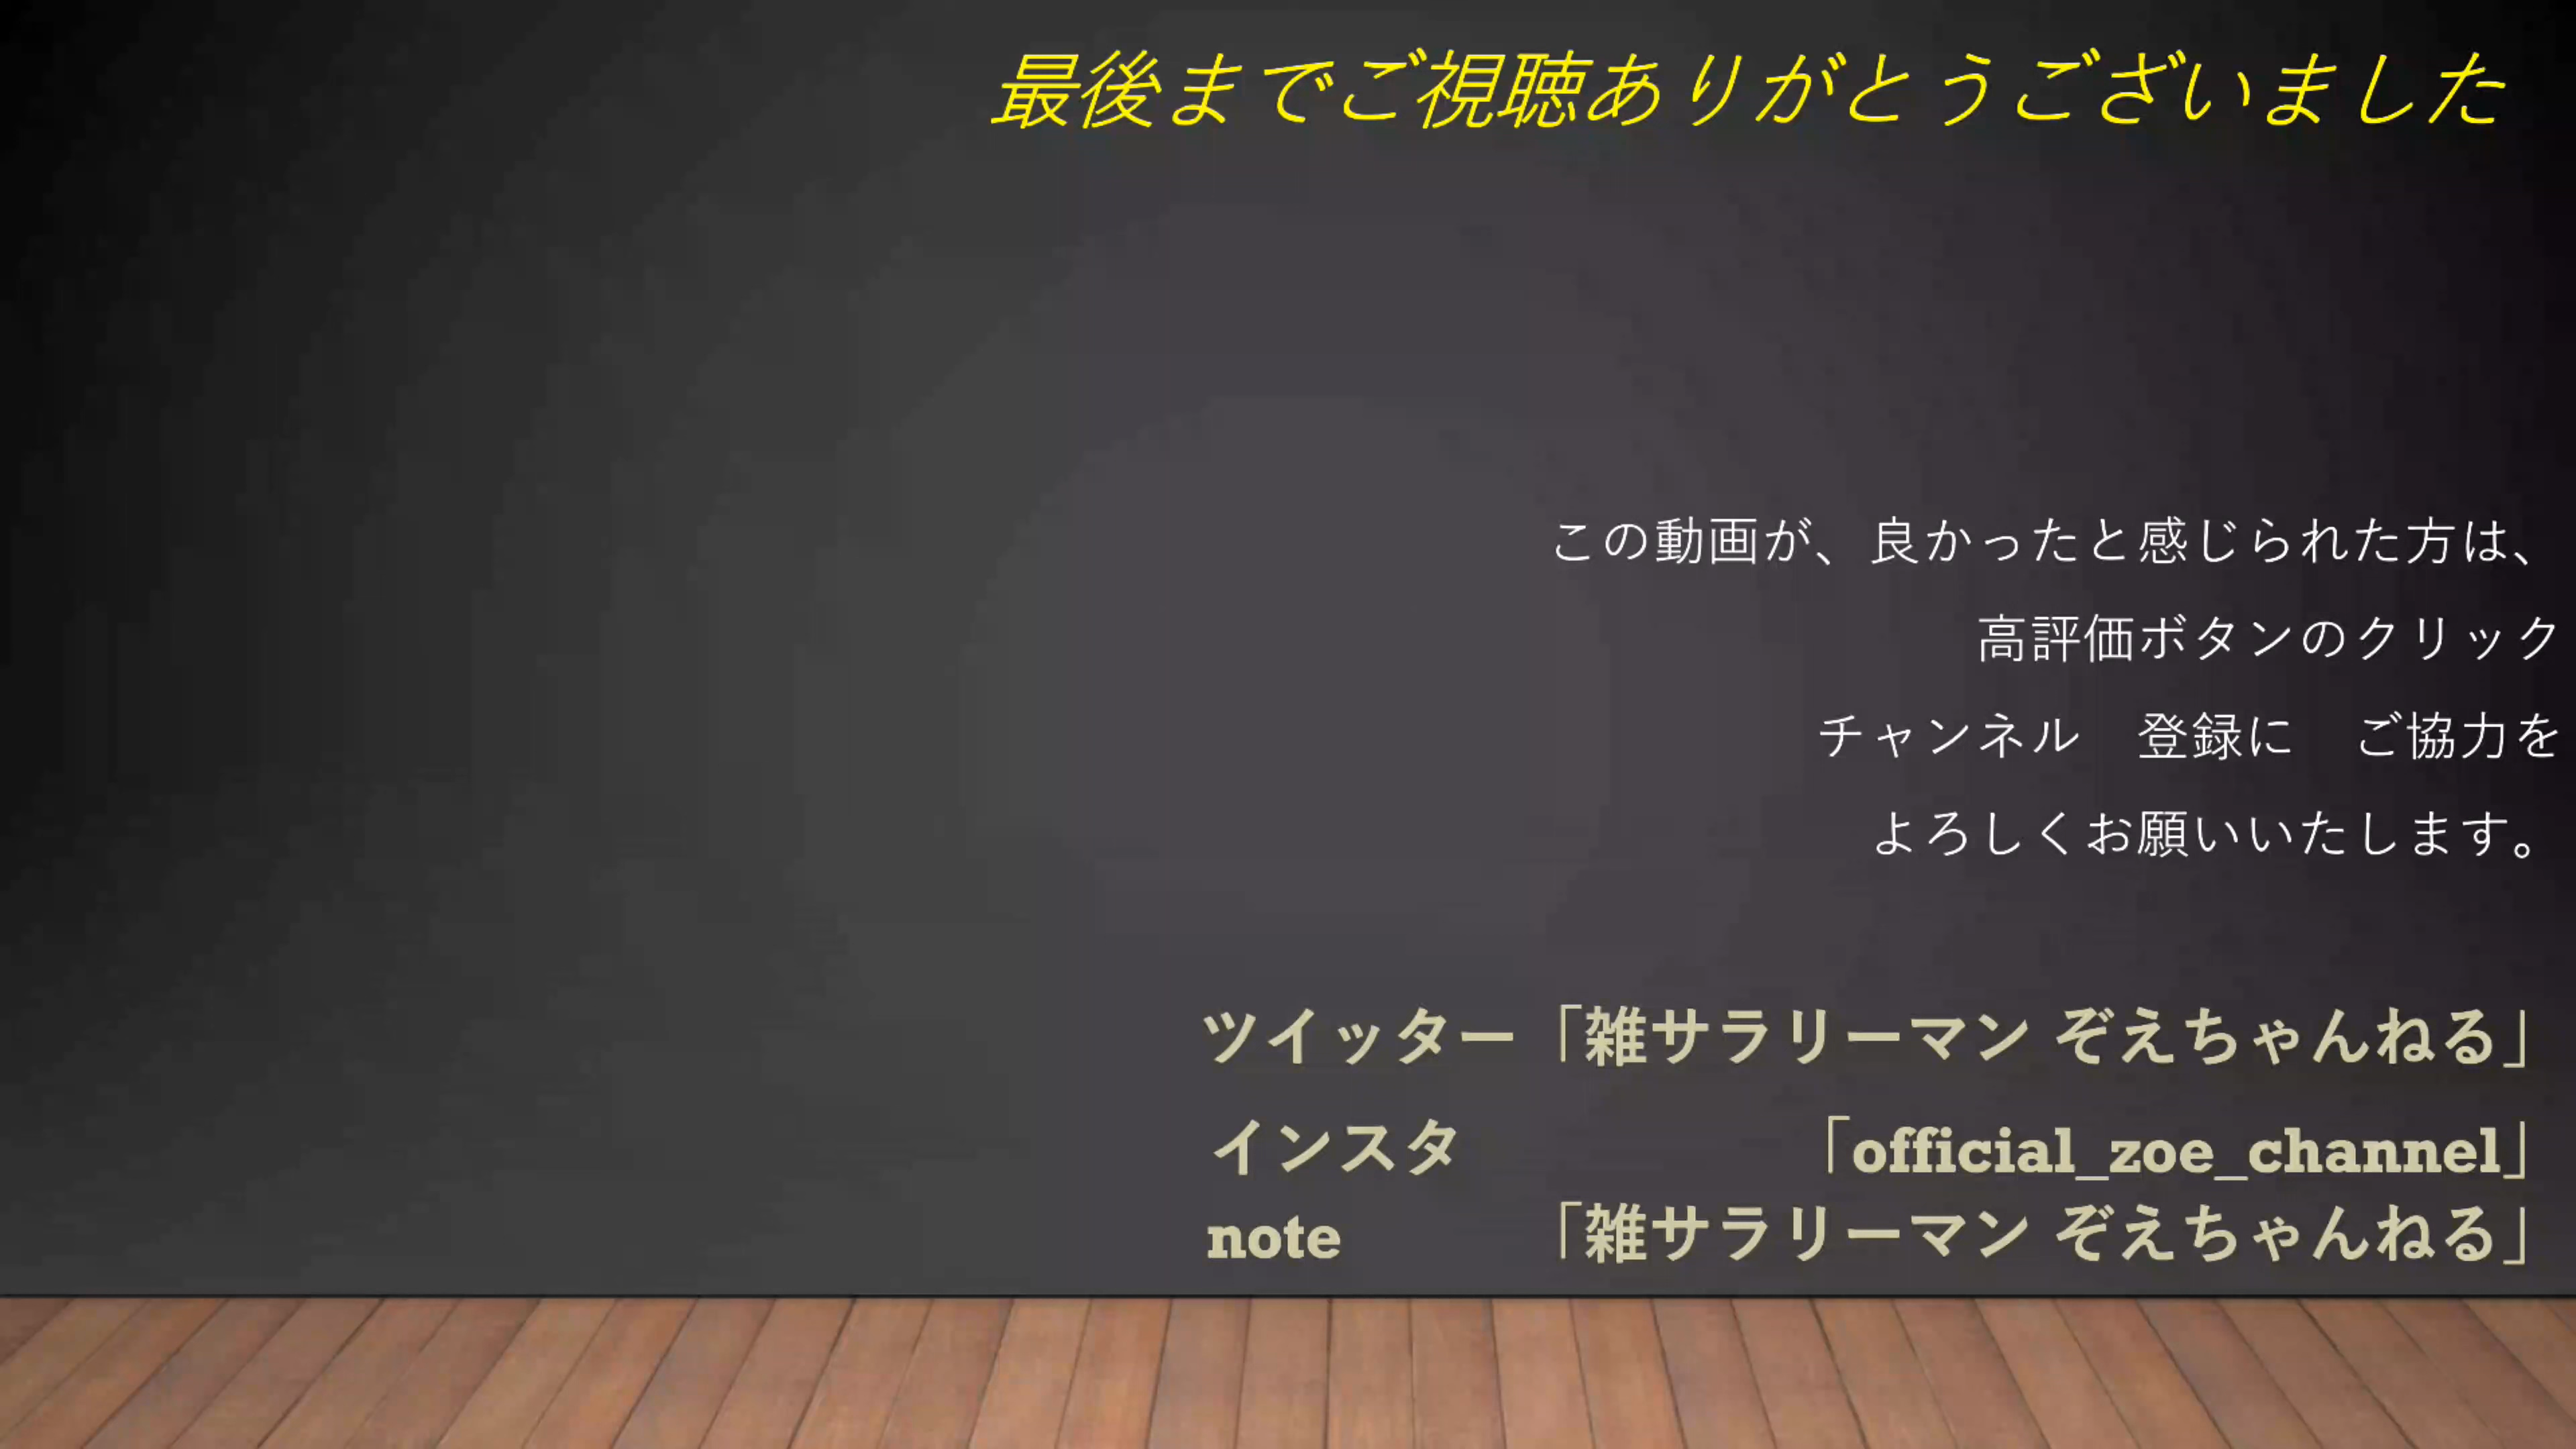 最後までご視聴ありがとうございました
この動画が、良かったと感じられた方は、
高評価ボタンのクリック
チャンネル　登録に　ご協力を
よろしくお願いいたします。
ツイッター「雑サラリーマン ぞえちゃんねる」
インスタ　「official_zoe_channel」
note　「雑サラリーマン ぞえちゃんねる」